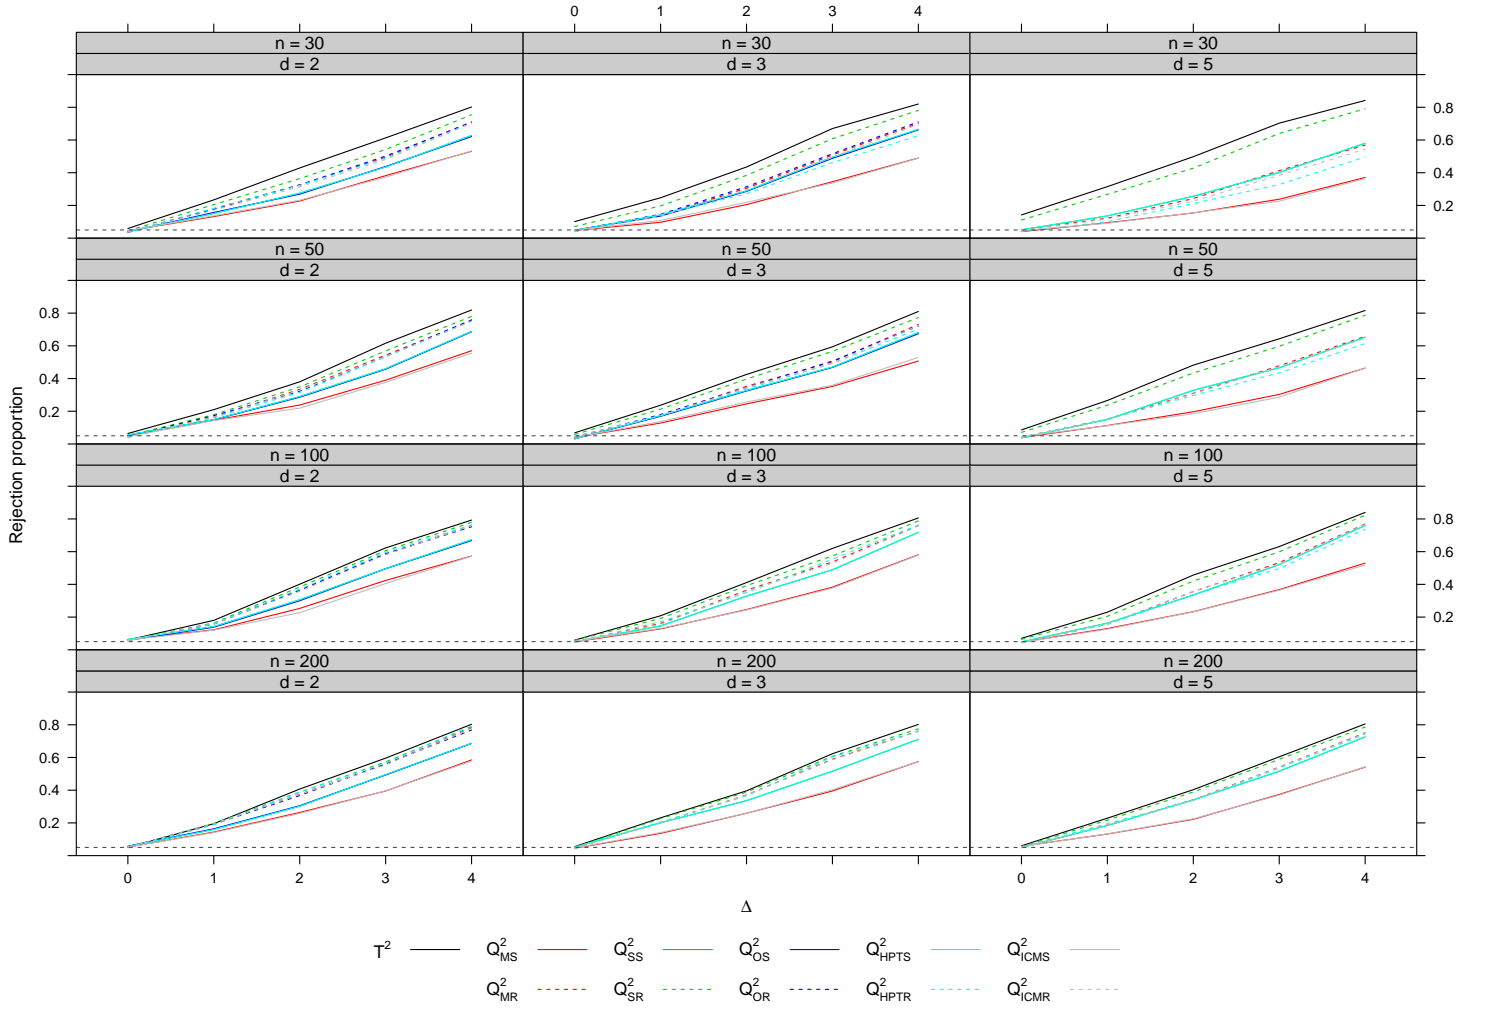 0 1 2 3 4
n = 30 n = 30 n = 30
d = 2 d = 3 d = 5
0.8
0.6
0.4
0.2
n = 50 n = 50 n = 50
d = 2 d = 3 d = 5
0.8
0.6
0.4
0.2
n = 100 n = 100 n = 100
d = 2 d = 3 d = 5
0.8
0.6
0.4
0.2
n = 200 n = 200 n = 200
d = 2 d = 3 d = 5
0.8
0.6
0.4
0.2
0 1 2 3 4 0 1 2 3 4
Rejection proportion
Δ
T² Q²MS Q²SS Q²OS Q²HPTS Q²ICMS
Q²MR Q²SR Q²OR Q²HPTR Q²ICMR